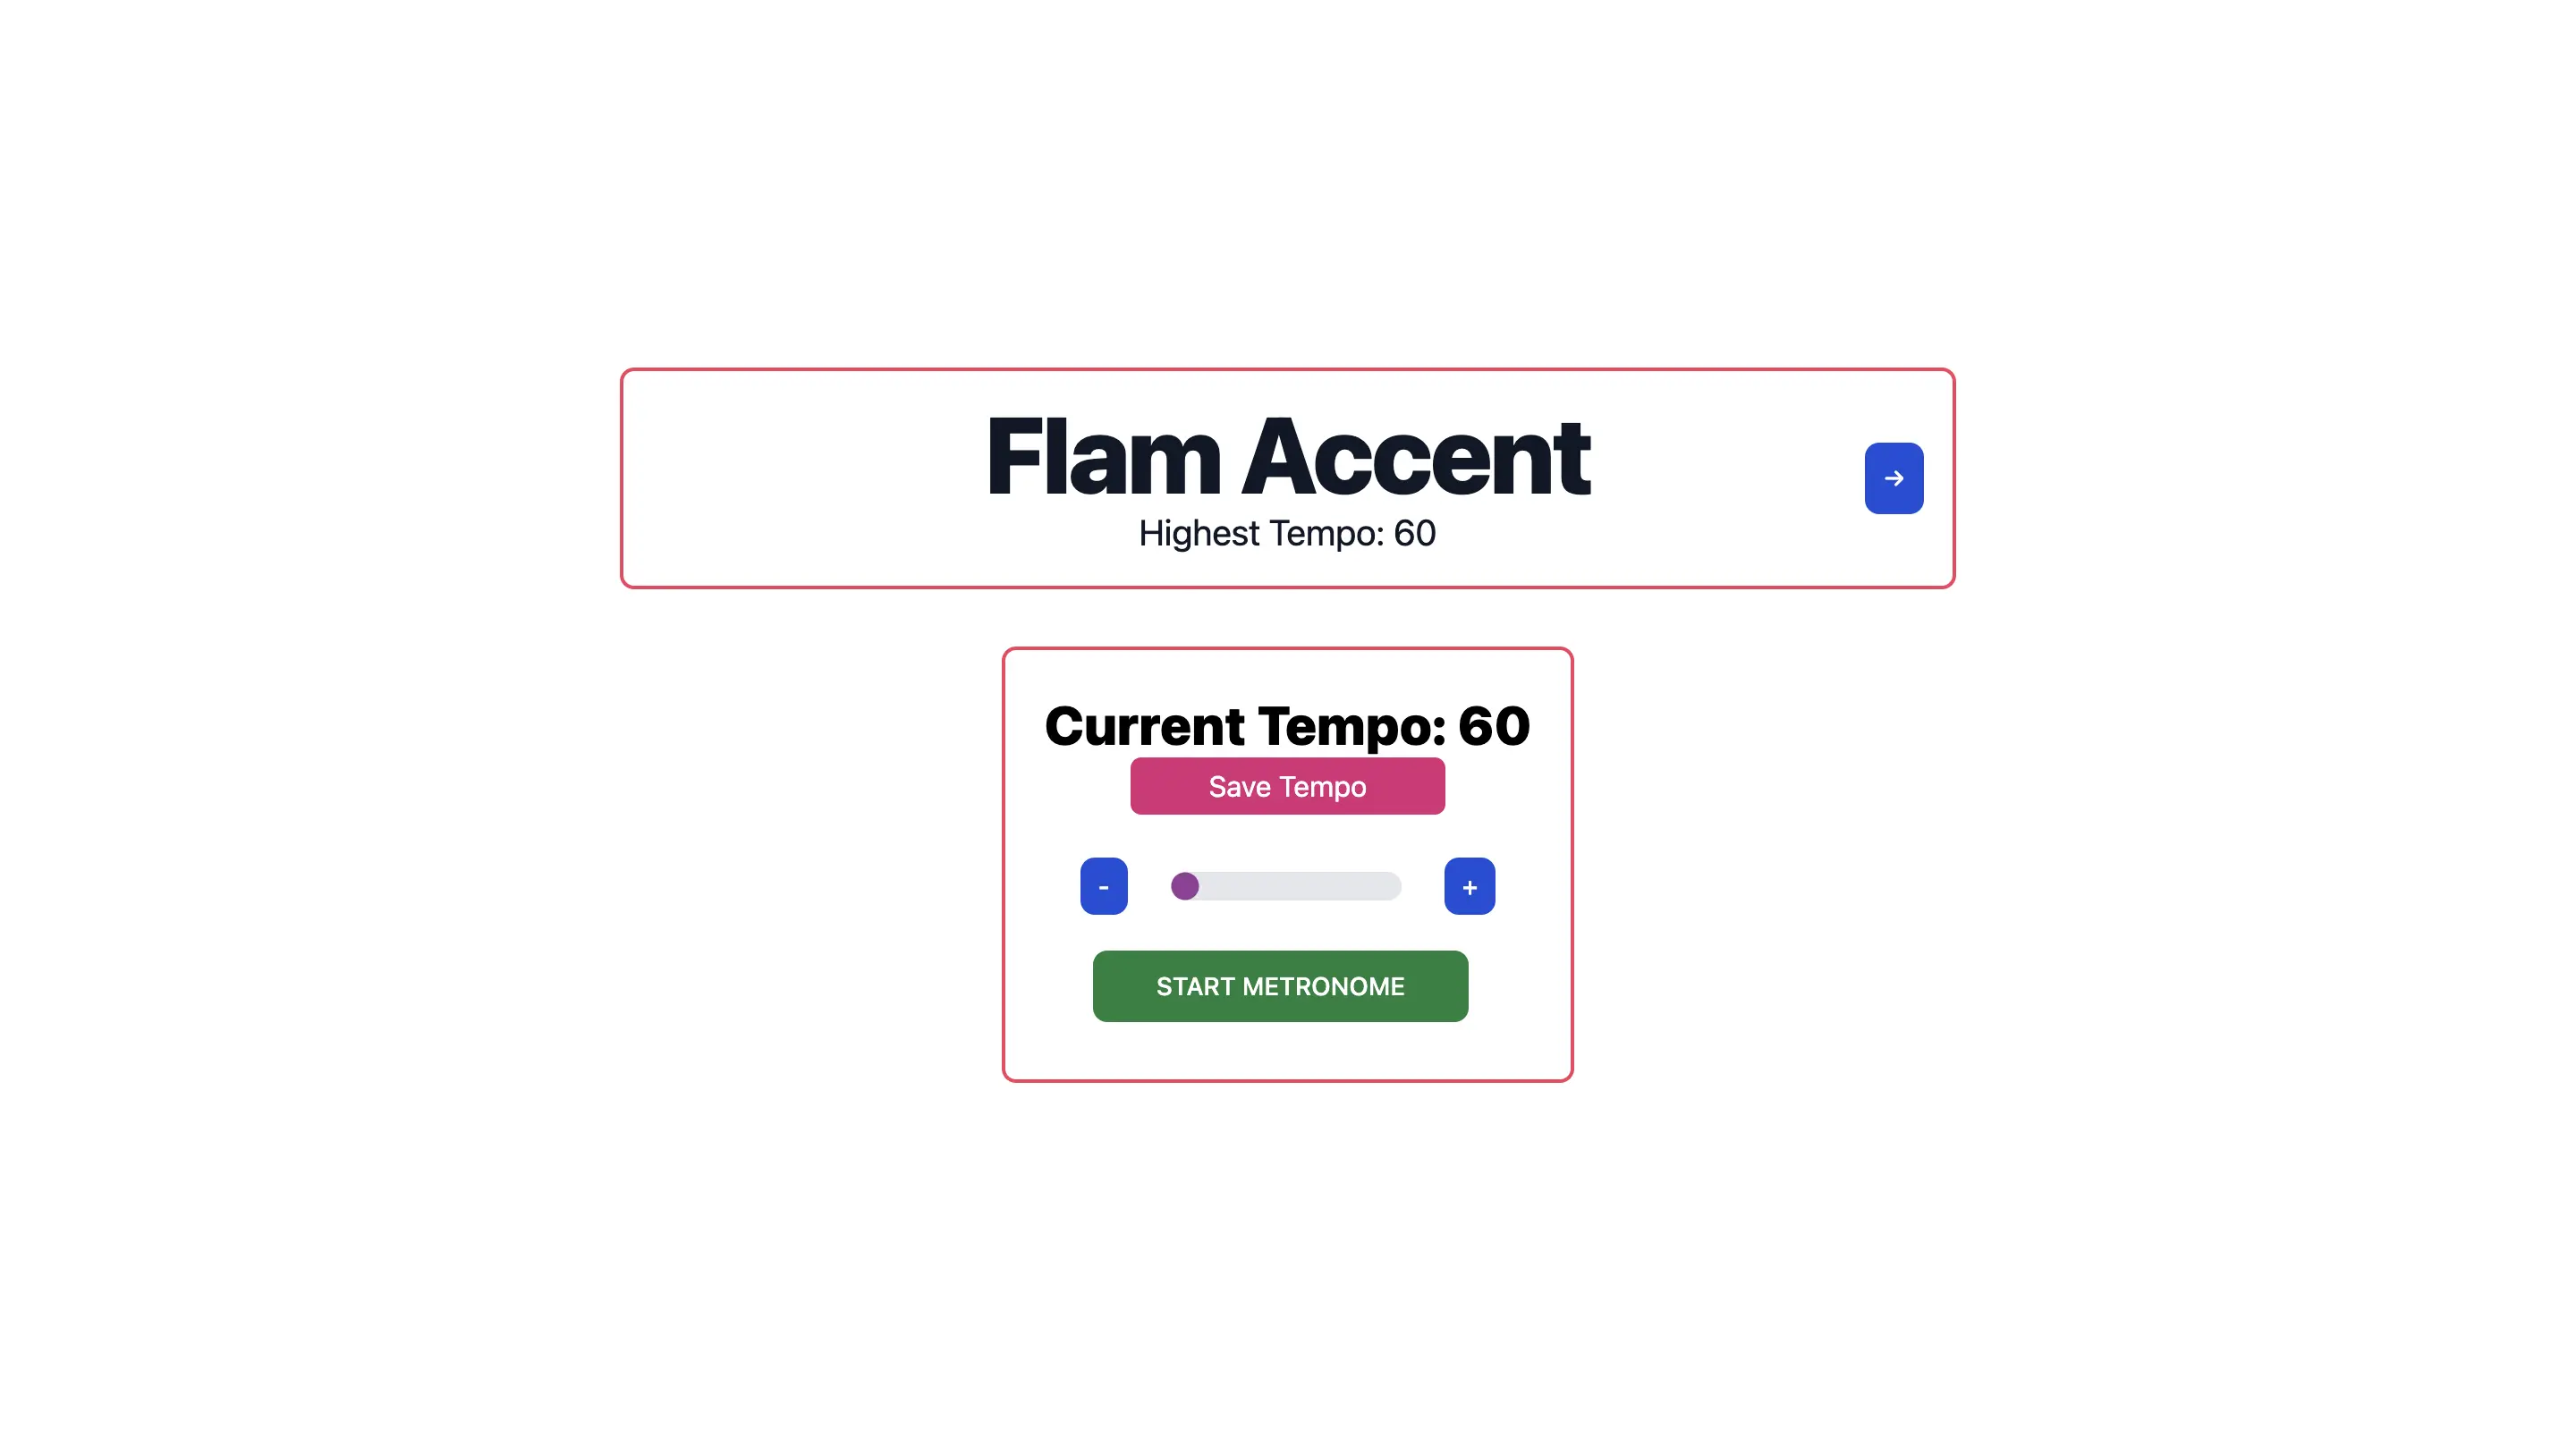 Flam Accent
→
Highest Tempo: 60
Current Tempo: 60
Save Tempo
- +
START METRONOME